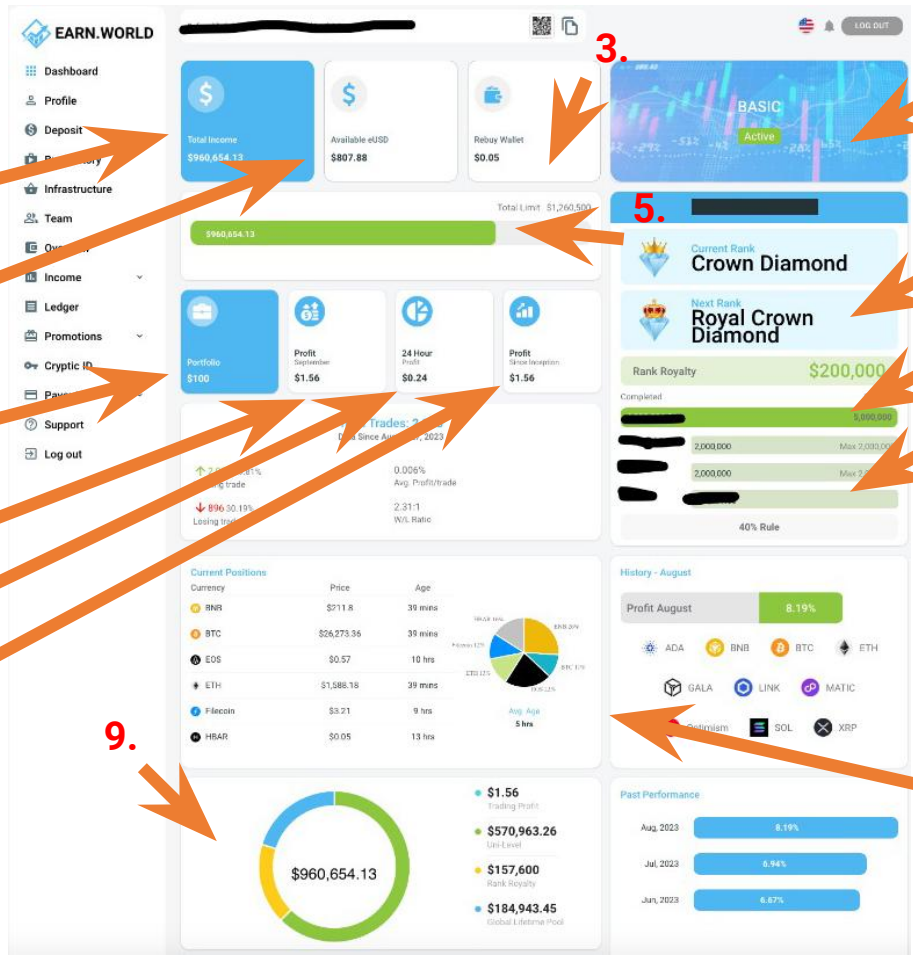 EARN.WORLD
LOG OUT
3.
Dashboard
Profile
Deposit
Infrastructure
Team
Income
Ledger
Promotions
Cryptic ID
Support
Log out
Total Income
$960,654.13
Available eUSD
$807.88
Rebuy Wallet
$0.05
BASIC
Active
Total Limit $1,260,500
$960,654.13
5.
Current Rank
Crown Diamond
Next Rank
Royal Crown
Diamond
Rank Royalty $200,000
Completed
5,000,000
2,000,000 Max 2,000,000
2,000,000
40% Rule
Portfolio
$100
Profit
September
$1.56
24 Hour
Profit
$0.24
Profit
Since Inception
$1.56
Trades:
2023
0.006%
Avg. Profit/trade
896 30.19%
Losing
2.31:1
W/L Ratio
Current Positions
Currency Price Age
BNB $211.8 39 mins
BTC $26,273.36 39 mins
EOS $0.57 10 hrs
ETH $1,588.18 39 mins
Filecoin $3.21 9 hrs
HBAR $0.05 13 hrs
Avg. Age
5 hrs
History - August
Profit August 8.19%
ADA BNB BTC ETH
GALA LINK MATIC
SOL XRP
9.
$960,654.13
$1.56
Trading Profit
$570,963.26
Uni-Level
$157,600
Rank Royalty
$184,943.45
Global Lifetime Pool
Past Performance
Aug, 2023 8.19%
Jul, 2023 6.94%
Jun, 2023 6.67%